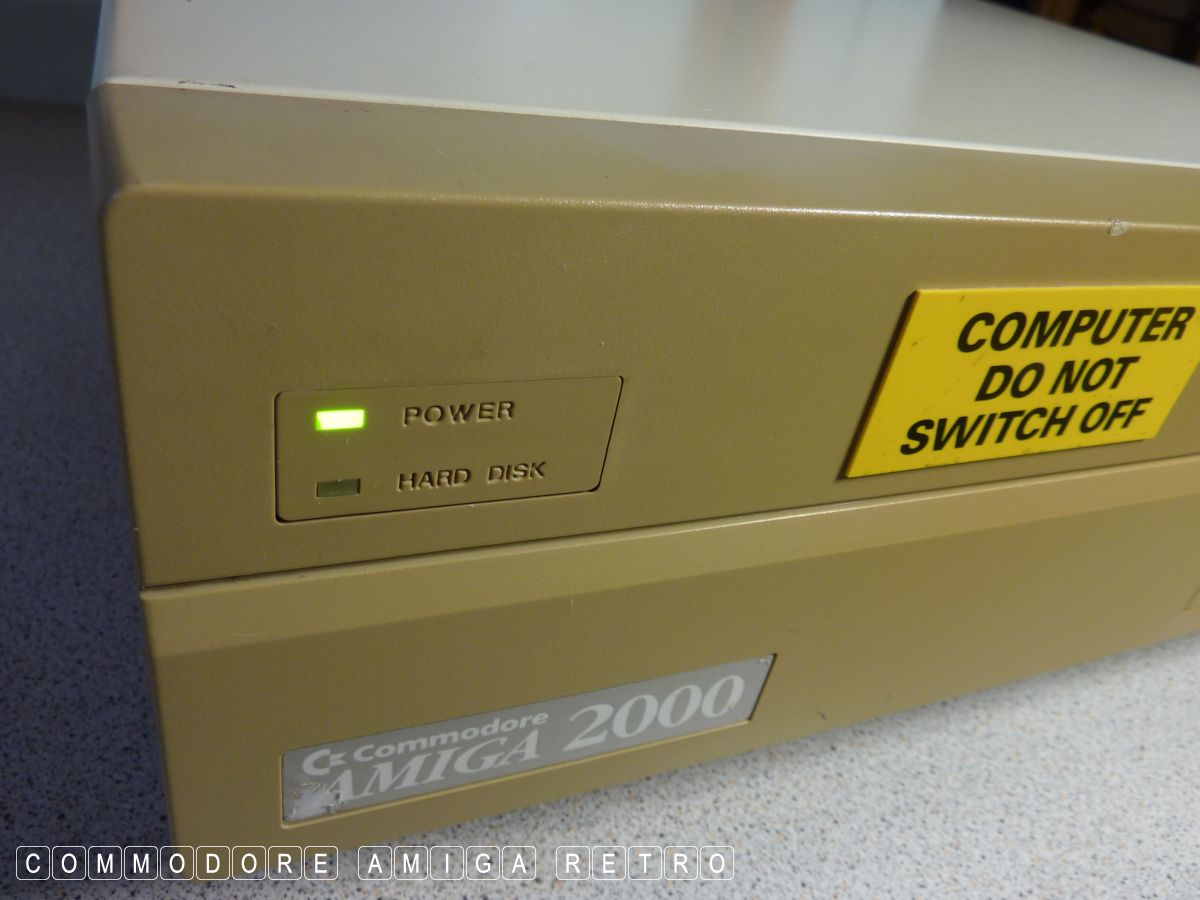 COMPUTER
DO NOT
SWITCH OFF
POWER
HARD DISK
Commodore
AMIGA 2000
COMMODORE AMIGA RETRO